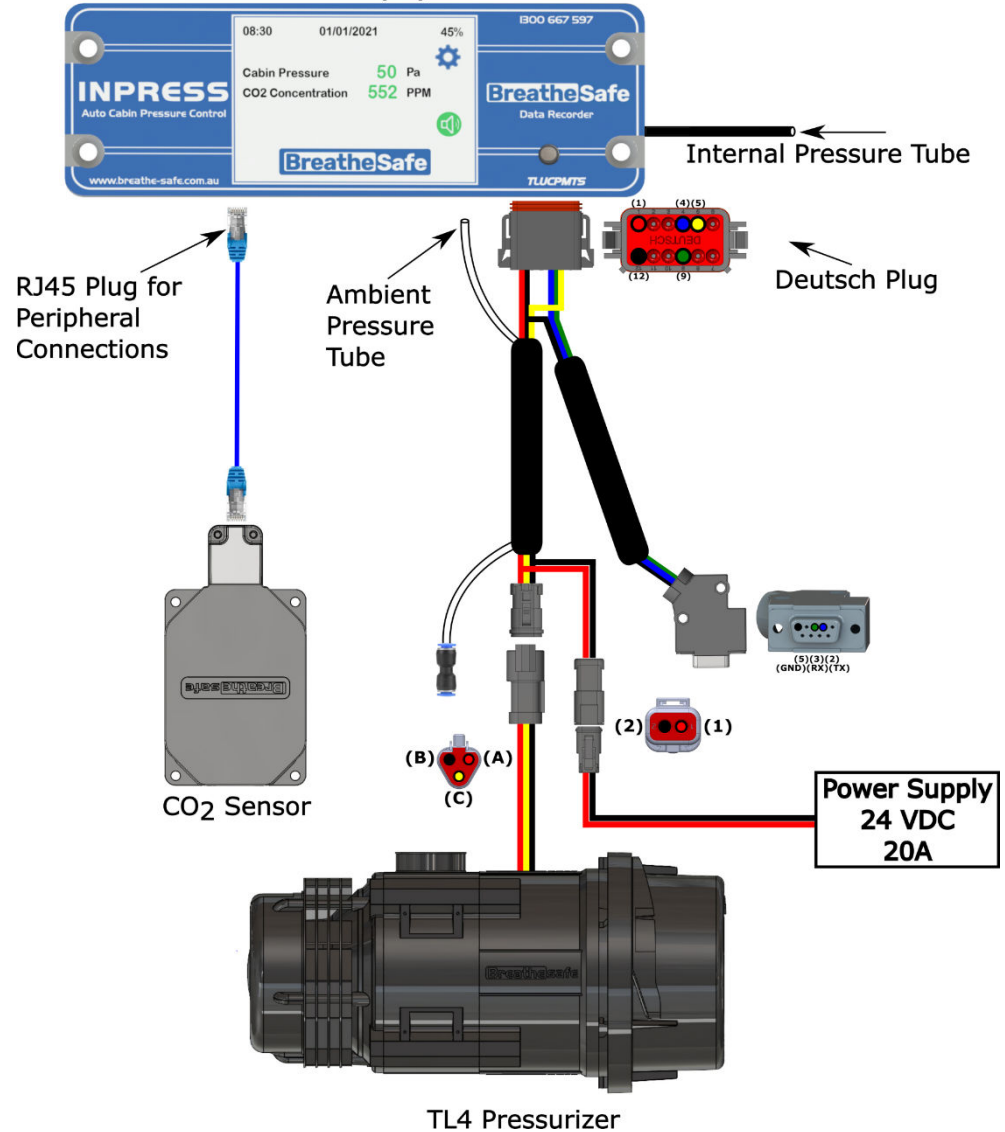 1300 667 597
08:30 01/01/2021 45%
Cabin Pressure 50 Pa
CO2 Concentration 552 PPM
INPRESS
Auto Cabin Pressure Control
BreatheSafe
Data Recorder
BreatheSafe
www.breathe-safe.com.au
TLUCPMTS
Internal Pressure Tube
(1) (4)(5)
DEUTSCH
(12) (9)
Deutsch Plug
RJ45 Plug for
Peripheral
Connections
Ambient
Pressure
Tube
(5)(3)(2)
(GND)(RX)(TX)
Breathesafe
CO2 Sensor
(B) (A)
(C)
(2) (1)
Power Supply
24 VDC
20A
Breathesafe
TL4 Pressurizer